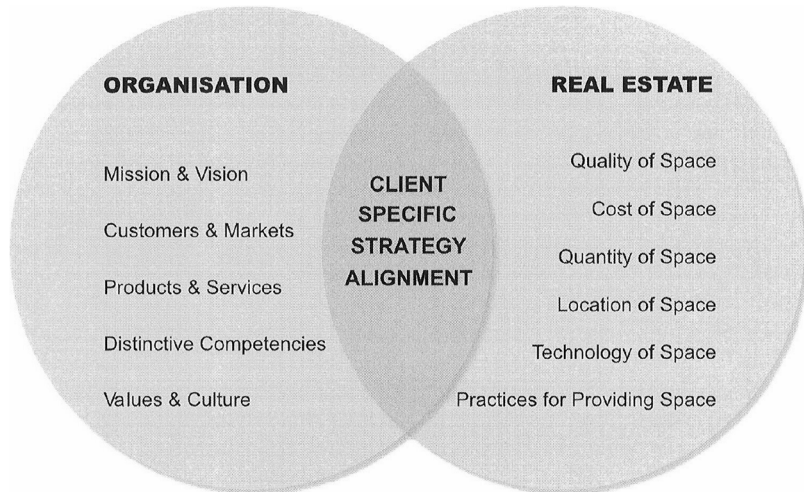 ORGANISATION
Mission & Vision
Customers & Markets
Products & Services
Distinctive Competencies
Values & Culture
CLIENT
SPECIFIC
STRATEGY
ALIGNMENT
REAL ESTATE
Quality of Space
Cost of Space
Quantity of Space
Location of Space
Technology of Space
Practices for Providing Space